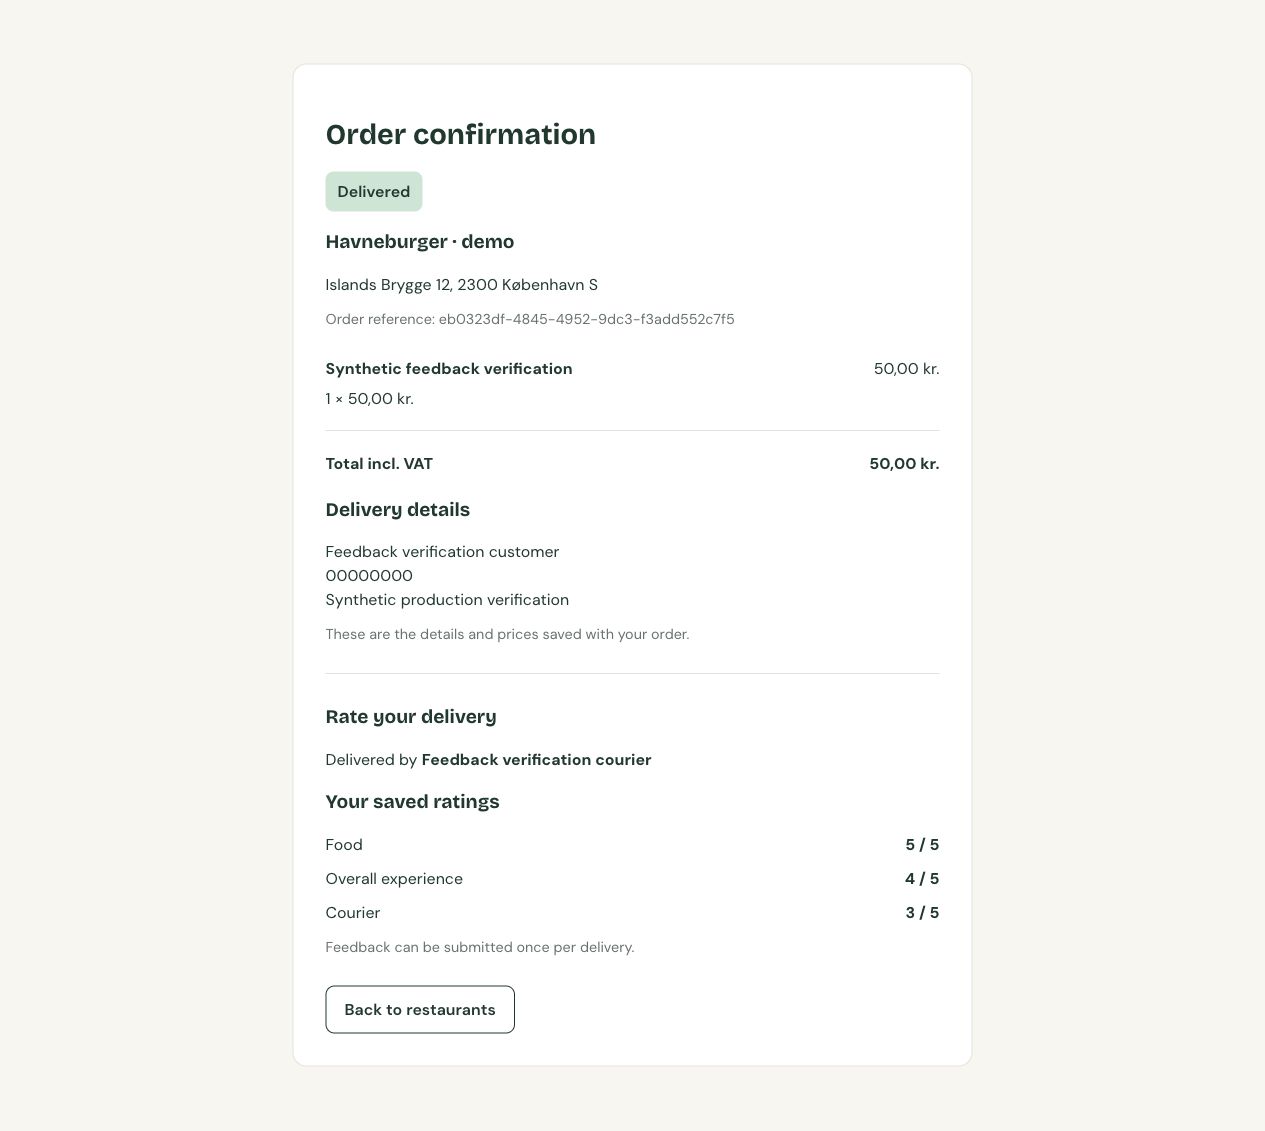 Order confirmation
Delivered
Havneburger · demo
Islands Brygge 12, 2300 København S
Order reference: eb0323df-4845-4952-9dc3-f3add552c7f5
Synthetic feedback verification 50,00 kr.
1 × 50,00 kr.
Total incl. VAT 50,00 kr.
Delivery details
Feedback verification customer
00000000
Synthetic production verification
These are the details and prices saved with your order.
Rate your delivery
Delivered by Feedback verification courier
Your saved ratings
Food 5 / 5
Overall experience 4 / 5
Courier 3 / 5
Feedback can be submitted once per delivery.
Back to restaurants